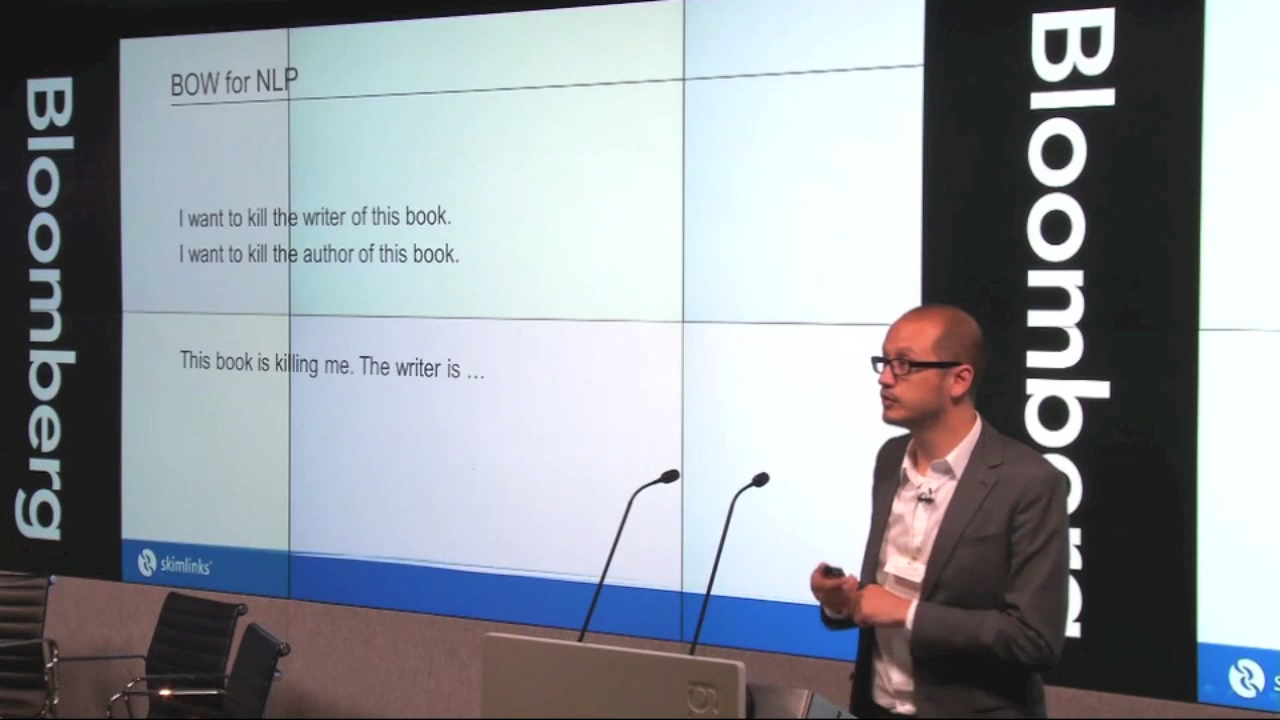 Bloomberg
BOW for NLP
I want to kill the writer of this book.
I want to kill the author of this book.
This book is killing me. The writer is …
skimlinks
Bloomberg
s